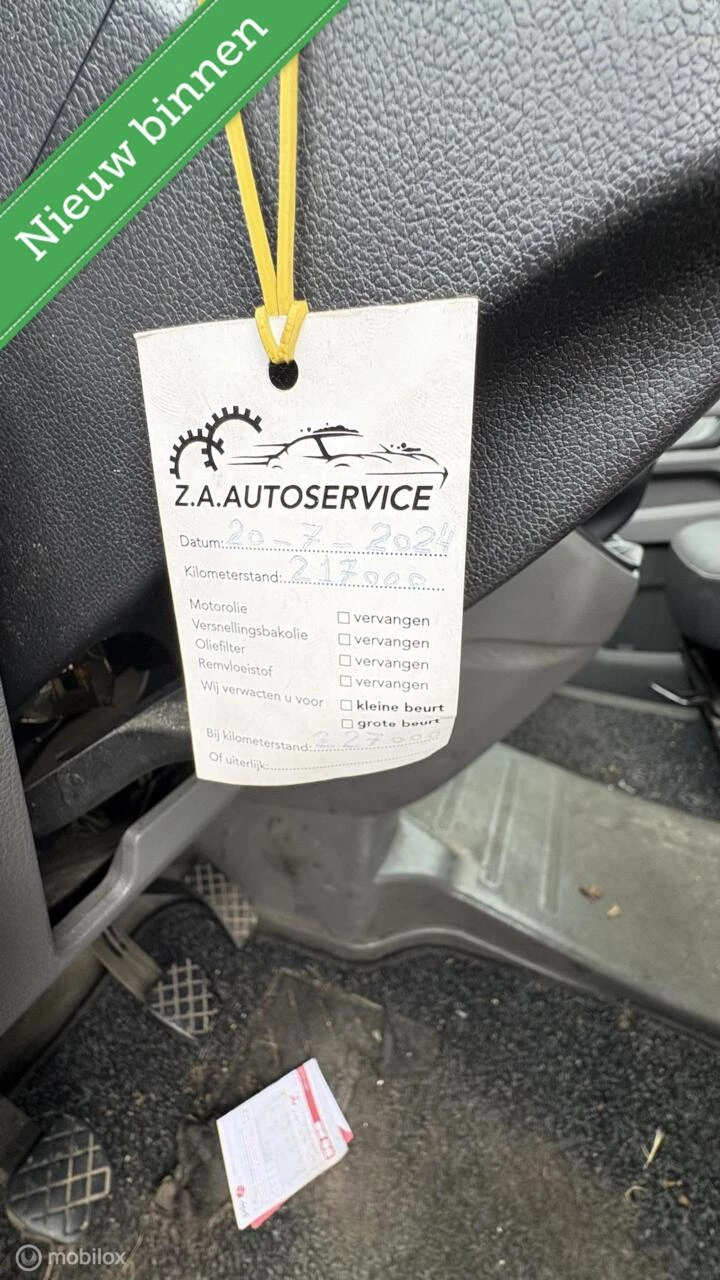 Nieuw binnen
Z.A.AUTOSERVICE
Datum: 20-7-2024
Kilometerstand: 217000
Motorolie vervangen
Versnellingsbakolie vervangen
Oliefilter vervangen
Remvloeistof vervangen
Wij verwacten u voor kleine beurt
grote beurt
Bij kilometerstand: 227000
Of uiterlijk:
mobilox